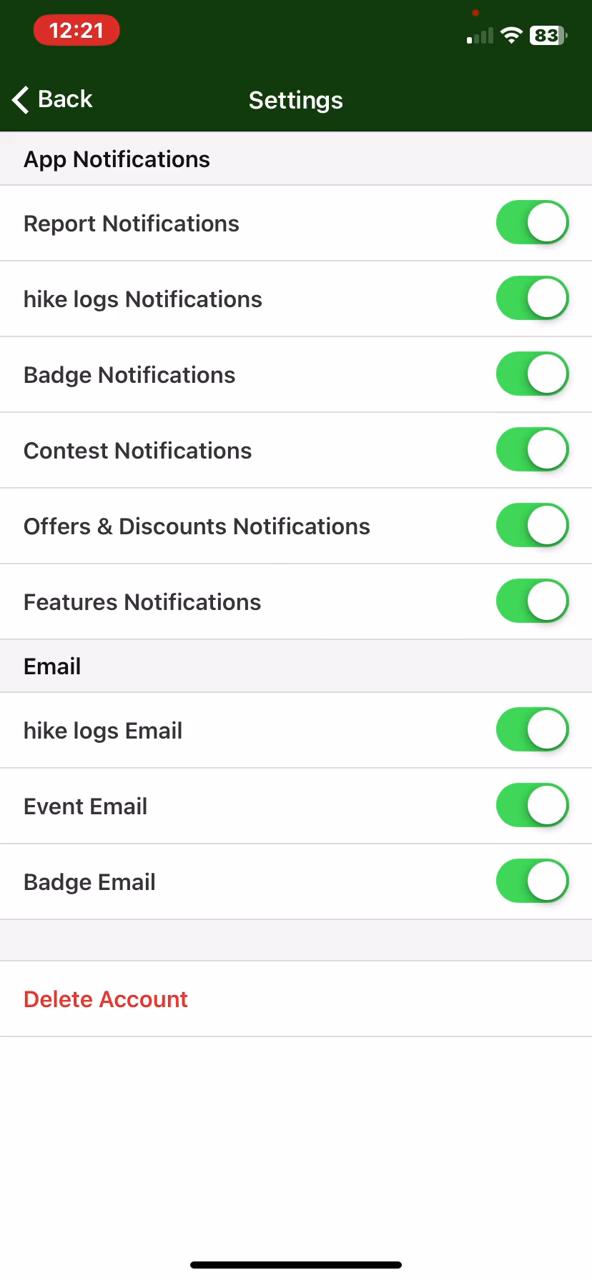 12:21
83
Back
Settings
App Notifications
Report Notifications
hike logs Notifications
Badge Notifications
Contest Notifications
Offers & Discounts Notifications
Features Notifications
Email
hike logs Email
Event Email
Badge Email
Delete Account